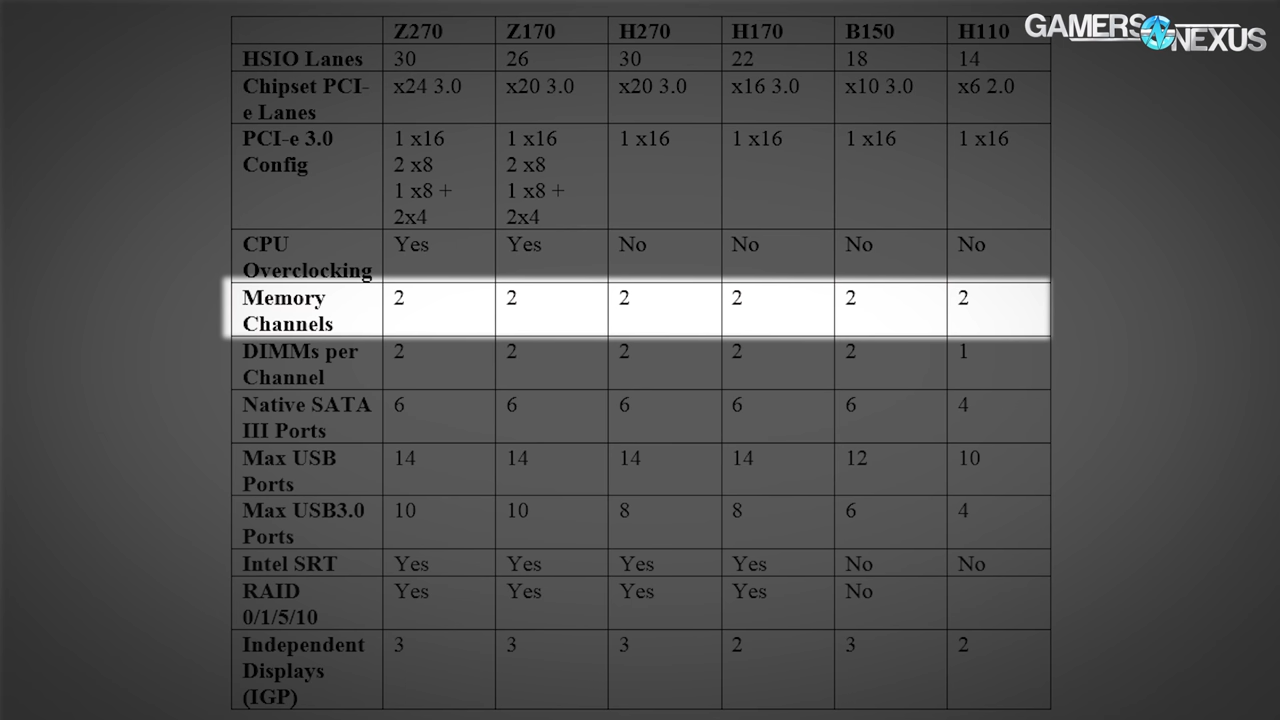 GAMERS NEXUS
Z270 Z170 H270 H170 B150 H110
HSIO Lanes 30 26 30 22 18 14
Chipset PCI-
e Lanes x24 3.0 x20 3.0 x20 3.0 x16 3.0 x10 3.0 x6 2.0
PCI-e 3.0 1 x16 1 x16 1 x16 1 x16 1 x16 1 x16
Config 2 x8 2 x8
1 x8 + 1 x8 +
2x4 2x4
CPU Yes Yes No No No No
Overclocking
Memory 2 2 2 2 2 2
Channels
DIMMs per 2 2 2 2 2 1
Channel
Native SATA 6 6 6 6 6 4
III Ports
Max USB 14 14 14 14 12 10
Ports
Max USB3.0 10 10 8 8 6 4
Ports
Intel SRT Yes Yes Yes Yes No No
RAID Yes Yes Yes Yes No
0/1/5/10
Independent 3 3 3 2 3 2
Displays
(IGP)